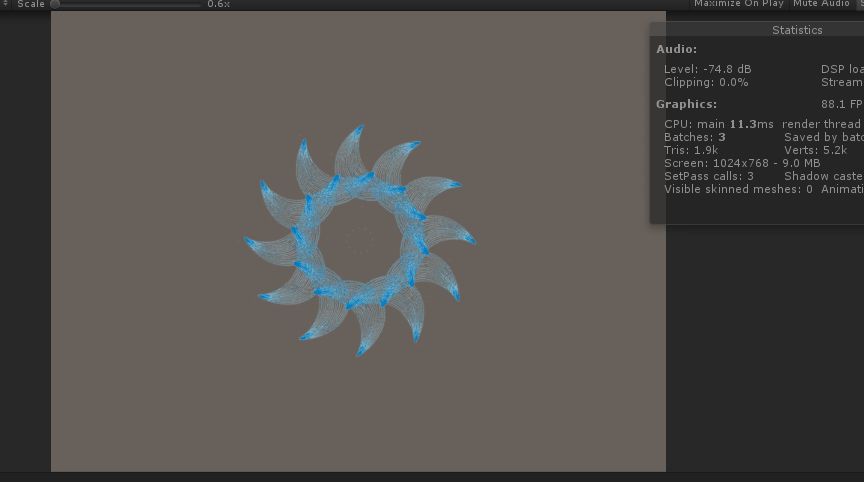 Scale 0.6x Maximize On Play Mute Audio
Statistics
Audio:
Level: -74.8 dB DSP
Clipping: 0.0% Stream
Graphics: 88.1 FP
CPU: main 11.3ms render thread
Batches: 3 Saved by batc
Tris: 1.9k Verts: 5.2k
Screen: 1024x768 - 9.0 MB
SetPass calls: 3 Shadow caste
Visible skinned meshes: 0 Animati